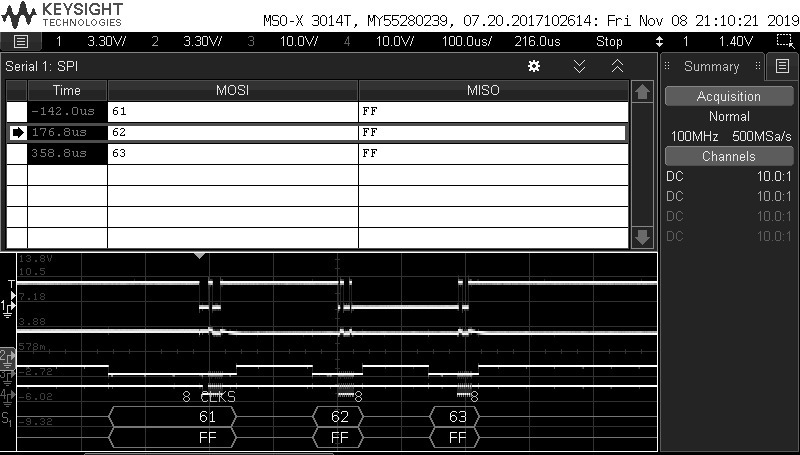 KEYSIGHT
TECHNOLOGIES
MSO-X 3014T, MY55280239, 07.20.2017102614: Fri Nov 08 21:10:21 2019
1 3.30V/ 2 3.30V/ 3 10.0V/ 4 10.0V/ 100.0us/ 216.0us Stop 1 1.40V
Serial 1: SPI
Summary
Time MOSI MISO
-142.0us 61 FF
176.8us 62 FF
358.8us 63 FF
Acquisition
Normal
100MHz 500MSa/s
Channels
DC 10.0:1
DC 10.0:1
DC 10.0:1
DC 10.0:1
13.8V
10.5
T
7.18
1
3.88
578m
2
-2.72
3
4
-6.02
8 CLKS 8 8
S1
-9.32
61 62 63
FF FF FF